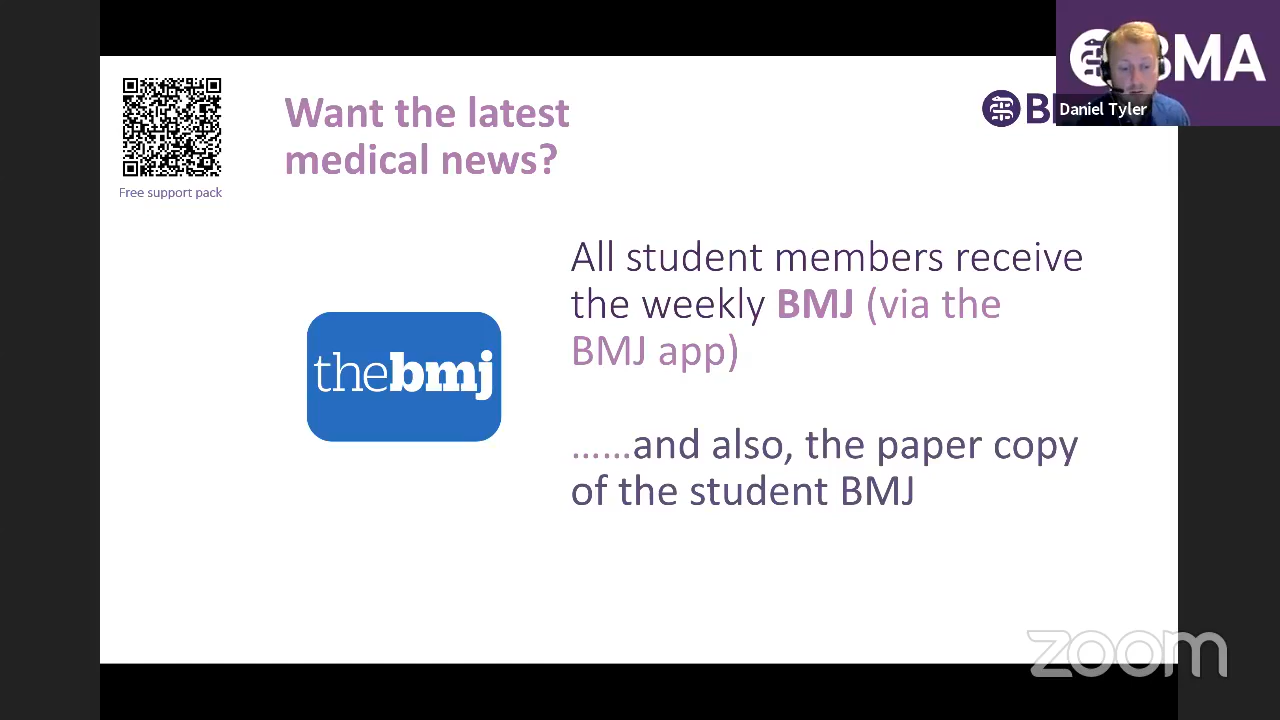 Want the latest
medical news?
Free support pack
BMA
Daniel Tyler
All student members receive
the weekly BMJ (via the
BMJ app)
thebmj
......and also, the paper copy
of the student BMJ
zoom